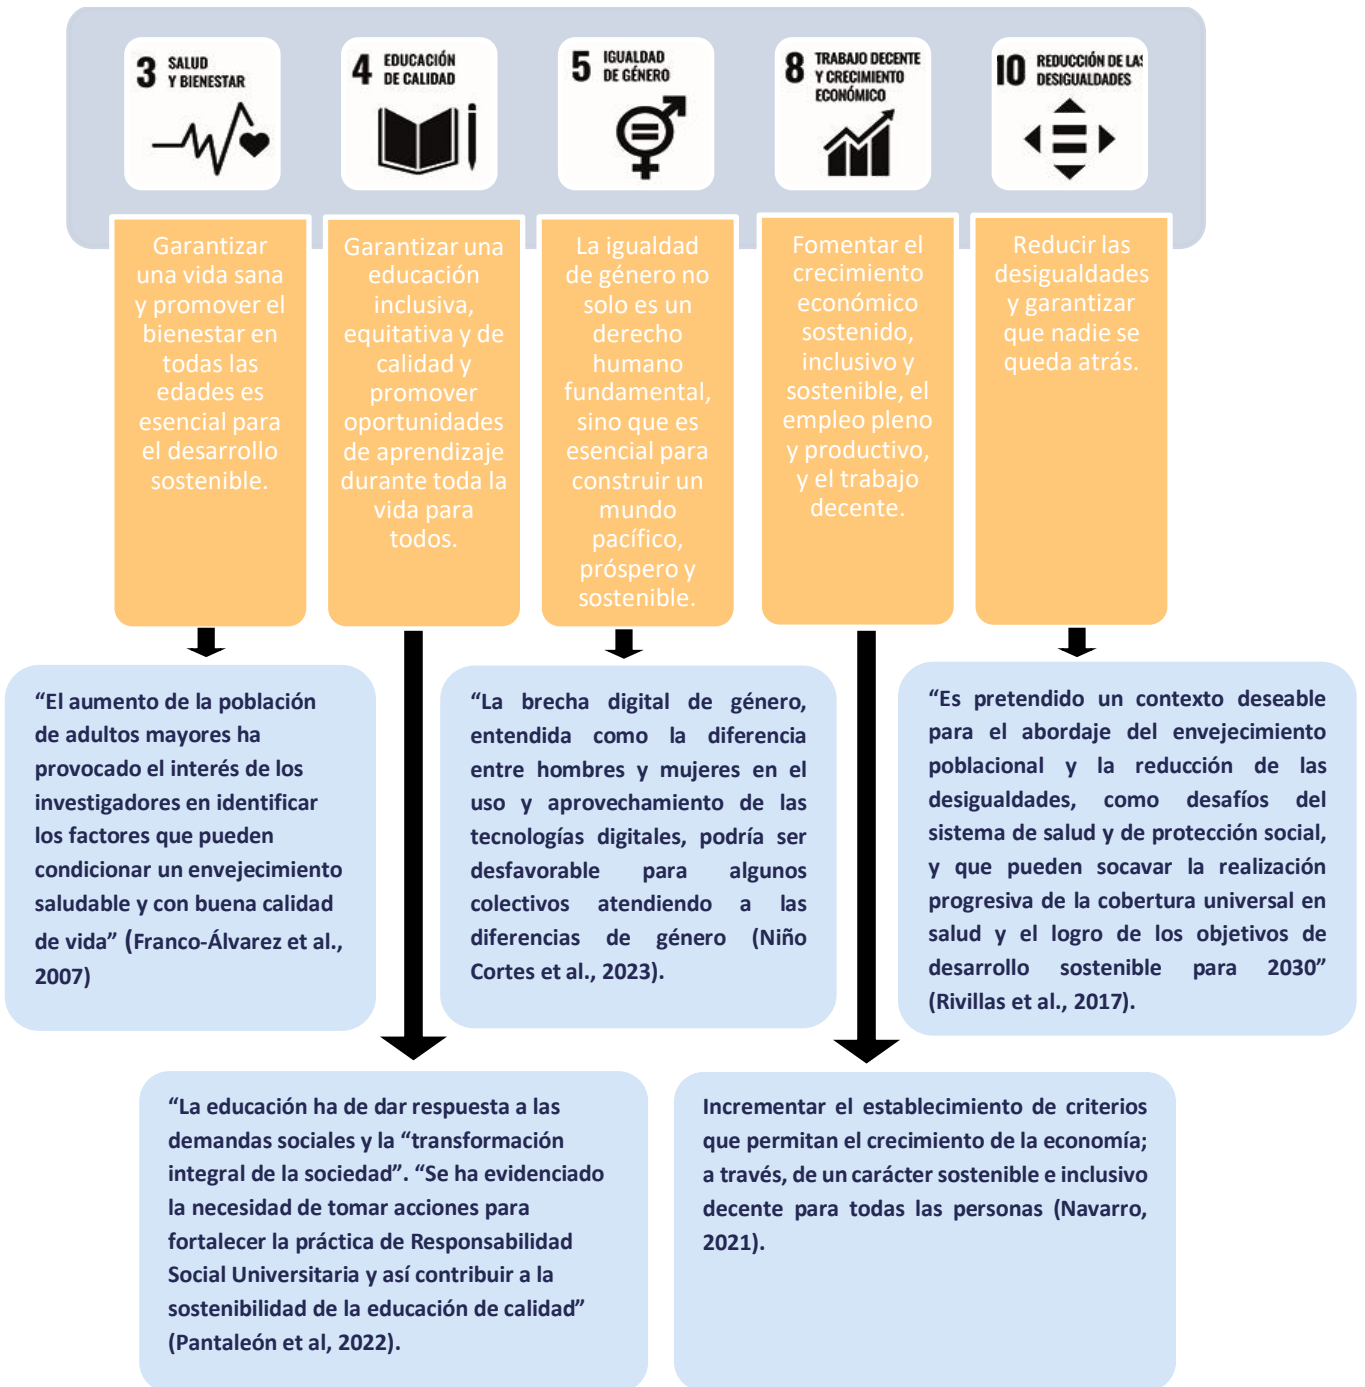 3 SALUD
Y BIENESTAR
4 EDUCACIÓN
DE CALIDAD
5 IGUALDAD
DE GÉNERO
8 TRABAJO DECENTE
Y CRECIMIENTO
ECONÓMICO
10 REDUCCIÓN DE LAS
DESIGUALDADES
Garantizar
una vida sana
y promover el
bienestar en
todas las
edades es
esencial para
el desarrollo
sostenible.
Garantizar una
educación
inclusiva,
equitativa y de
calidad y
promover
oportunidades
de aprendizaje
durante toda la
vida para
todos.
La igualdad
de género no
solo es un
derecho
humano
fundamental,
sino que es
esencial para
construir un
mundo
pacífico,
próspero y
sostenible.
Fomentar el
crecimiento
económico
sostenido,
inclusivo y
sostenible, el
empleo pleno
y productivo,
y el trabajo
decente.
Reducir las
desigualdades
y garantizar
que nadie se
queda atrás.
“El aumento de la población
de adultos mayores ha
provocado el interés de los
investigadores en identificar
los factores que pueden
condicionar un envejecimiento
saludable y con buena calidad
de vida” (Franco-Álvarez et al.,
2007)
“La brecha digital de género,
entendida como la diferencia
entre hombres y mujeres en el
uso y aprovechamiento de las
tecnologías digitales, podría ser
desfavorable para algunos
colectivos atendiendo a las
diferencias de género (Niño
Cortes et al., 2023).
“Es pretendido un contexto deseable
para el abordaje del envejecimiento
poblacional y la reducción de las
desigualdades, como desafíos del
sistema de salud y de protección social,
y que pueden socavar la realización
progresiva de la cobertura universal en
salud y el logro de los objetivos de
desarrollo sostenible para 2030”
(Rivillas et al., 2017).
“La educación ha de dar respuesta a las
demandas sociales y la “transformación
integral de la sociedad”. “Se ha evidenciado
la necesidad de tomar acciones para
fortalecer la práctica de Responsabilidad
Social Universitaria y así contribuir a la
sostenibilidad de la educación de calidad”
(Pantaleón et al, 2022).
Incrementar el establecimiento de criterios
que permitan el crecimiento de la economía;
a través, de un carácter sostenible e inclusivo
decente para todas las personas (Navarro,
2021).